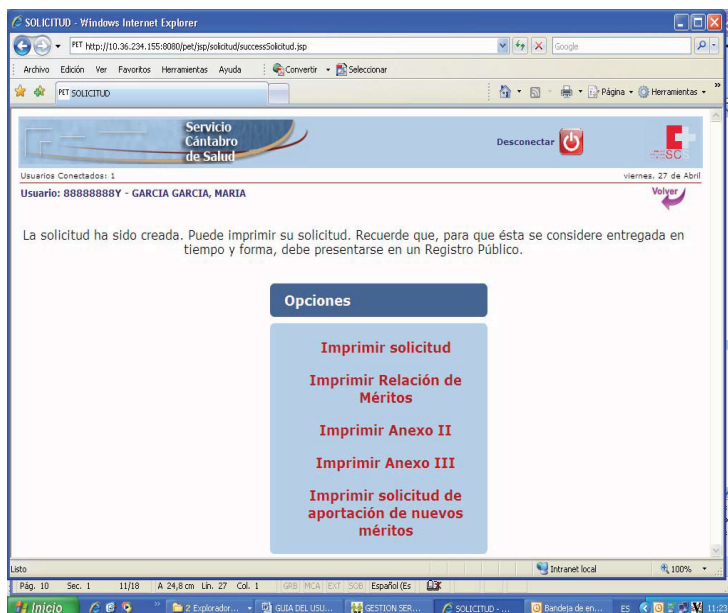 SOLICITUD - Windows Internet Explorer
PET http://10.36.234.155:8080/pet/jsp/solicitud/successSolicitud.jsp
Google
Archivo Edición Ver Favoritos Herramientas Ayuda Convertir Seleccionar
PET SOLICITUD Página Herramientas »
Servicio
Cántabro
de Salud
Desconectar
Usuarios Conectados: 1 viernes, 27 de Abril
Usuario: 88888888Y - GARCIA GARCIA, MARIA Volver
La solicitud ha sido creada. Puede imprimir su solicitud. Recuerde que, para que ésta se considere entregada en
tiempo y forma, debe presentarse en un Registro Público.
Opciones
Imprimir solicitud
Imprimir Relación de
Méritos
Imprimir Anexo II
Imprimir Anexo III
Imprimir solicitud de
aportación de nuevos
méritos
Listo Intranet local 100%
Pág. 10 Sec. 1 11/18 A 24,8 cm Lín. 27 Col. 1 GRB MCA EXT SOB Español (Es
Inicio » 2 Explorador... GUIA DEL USU... GESTION SER... SOLICITUD - ... Bandeja de en... ES